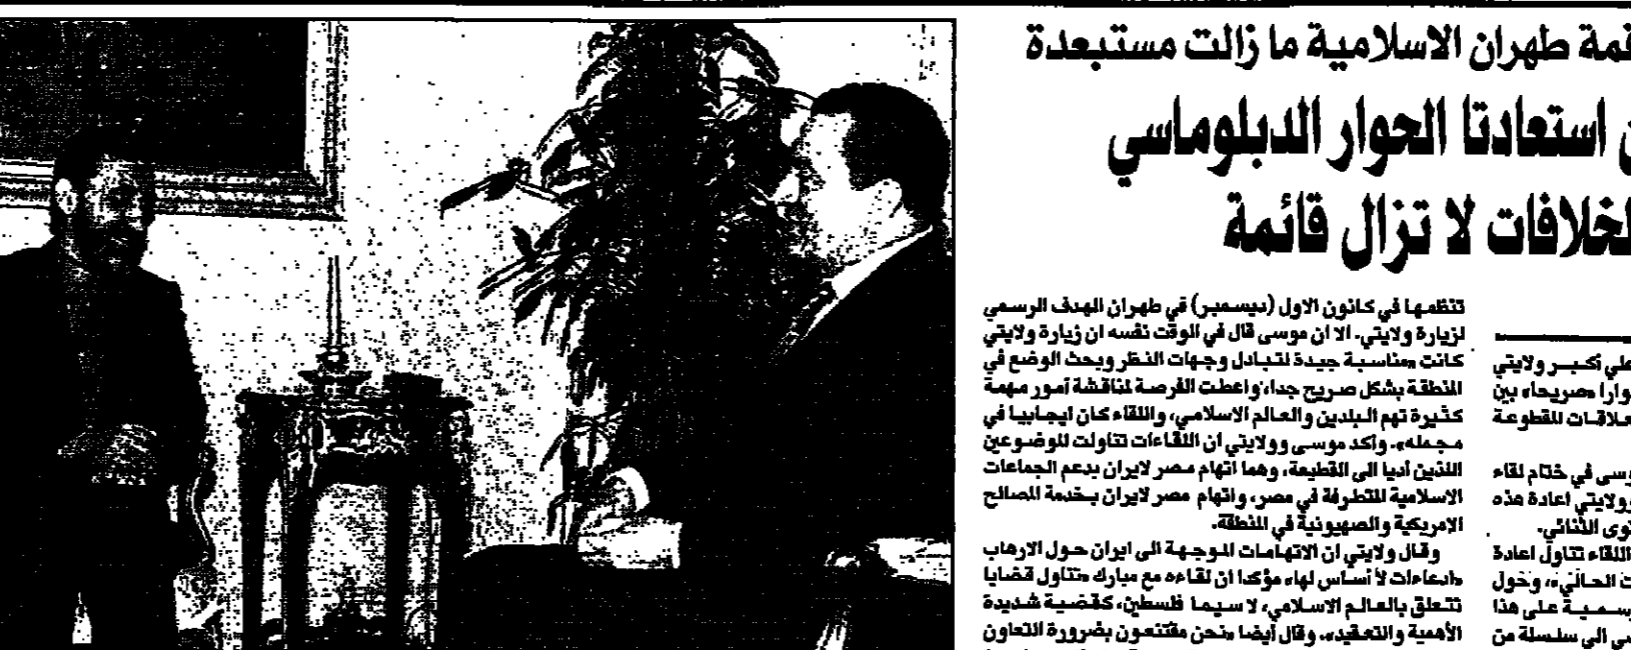 قمة طهران الاسلامية ما زالت مستبعدة
استعادتا الحوار الدبلوماسي
لخلافات لا تزال قائمة
علي أكبر ولايتي
وارا «صريحا» بين
علاقات المقطوعة
وسى في ختام لقاء
وولايتي اعادة هذه
وى الثنائي.
اللقاء تناول اعادة
ت الحالي»، وحول
سمية على هذا
الى سلسلة من
تنظمها في كانون الاول (ديسمبر) في طهران الهدف الرسمي
لزيارة ولايتي. الا ان موسى قال في الوقت نفسه ان زيارة ولايتي
كانت «مناسبة جيدة لتبادل وجهات النظر وبحث الوضع في
المنطقة بشكل صريح جدا، واعطت الفرصة لمناقشة أمور مهمة
كثيرة تهم البلدين والعالم الاسلامي، واللقاء كان ايجابيا في
مجمله». وأكد موسى وولايتي ان اللقاءات تناولت الموضوعين
اللذين أديا الى القطيعة، وهما اتهام مصر لايران بدعم الجماعات
الاسلامية المتطرفة في مصر، واتهام مصر لايران بخدمة المصالح
الامريكية والصهيونية في المنطقة.
وقال ولايتي ان الاتهامات الموجهة الى ايران حول الارهاب
«ادعاءات لا أساس لها» مؤكدا ان لقاءه مع مبارك «تناول قضايا
تتعلق بالعالم الاسلامي، لا سيما فلسطين، كقضية شديدة
الأهمية والتعقيد». وقال أيضا «نحن مقتنعون بضرورة التعاون